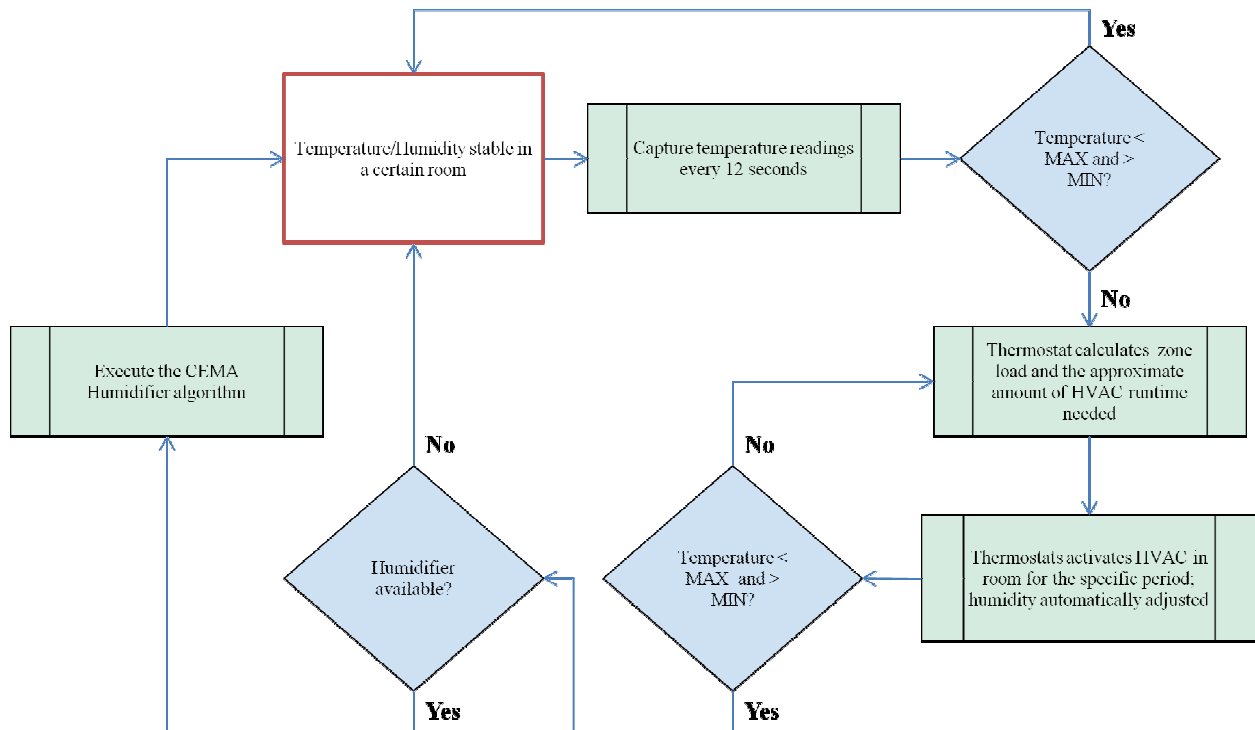 Yes
Temperature/Humidity stable in
a certain room
Capture temperature readings
every 12 seconds
Temperature <
MAX and >
MIN?
No
Execute the CEMA
Humidifier algorithm
Thermostat calculates zone
load and the approximate
amount of HVAC runtime
needed
No
No
Humidifier
available?
Temperature <
MAX and >
MIN?
Thermostats activates HVAC in
room for the specific period;
humidity automatically adjusted
Yes
Yes